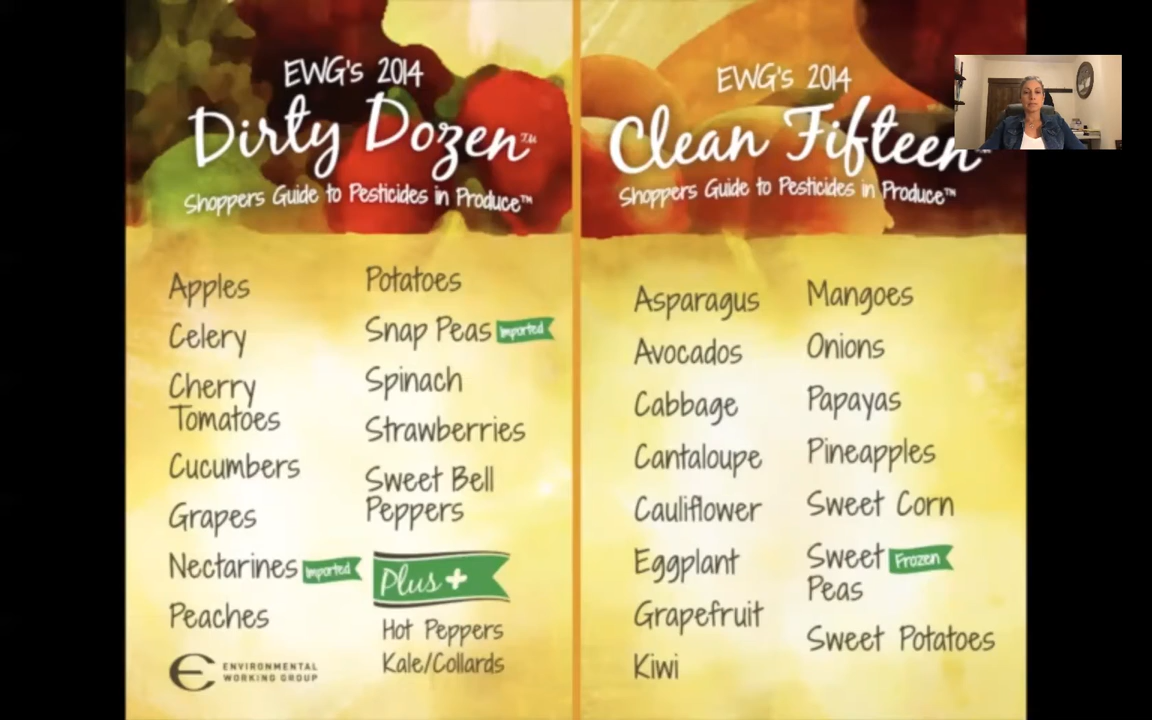 EWG's 2014
Dirty Dozen™
Shoppers Guide to Pesticides in Produce™
Apples
Celery
Cherry
Tomatoes
Cucumbers
Grapes
Nectarines Imported
Peaches
ENVIRONMENTAL
WORKING GROUP
Potatoes
Snap Peas Imported
Spinach
Strawberries
Sweet Bell
Peppers
Plus+
Hot Peppers
Kale/Collards
EWG's 2014
Clean Fifteen™
Shoppers Guide to Pesticides in Produce™
Asparagus
Avocados
Cabbage
Cantaloupe
Cauliflower
Eggplant
Grapefruit
Kiwi
Mangoes
Onions
Papayas
Pineapples
Sweet Corn
Sweet Frozen
Peas
Sweet Potatoes